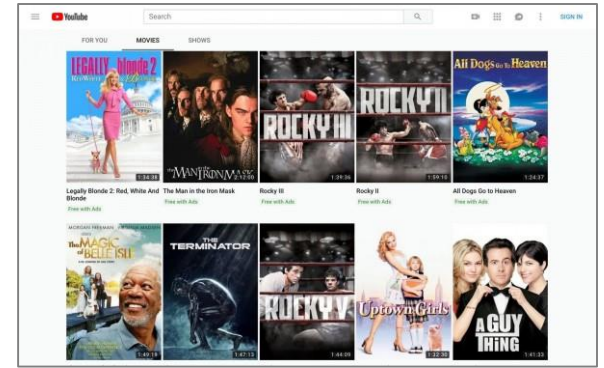 YouTube
Search
SIGN IN
FOR YOU
MOVIES
SHOWS
LEGALLY blonde 2
1:34:38
THE MAN IN THE IRON MASK
2:12:00
ROCKY III
1:39:36
ROCKY II
1:59:10
All Dogs Go To Heaven
1:24:37
Legally Blonde 2: Red, White And Blonde
Free with Ads
The Man in the Iron Mask
Free with Ads
Rocky III
Free with Ads
Rocky II
Free with Ads
All Dogs Go to Heaven
Free with Ads
MORGAN FREEMAN
The MAGIC
of BELLE ISLE
1:49:19
THE
TERMINATOR
1:47:13
ROCKY V
1:44:09
Uptown Girls
1:32:30
A GUY
THING
1:41:33